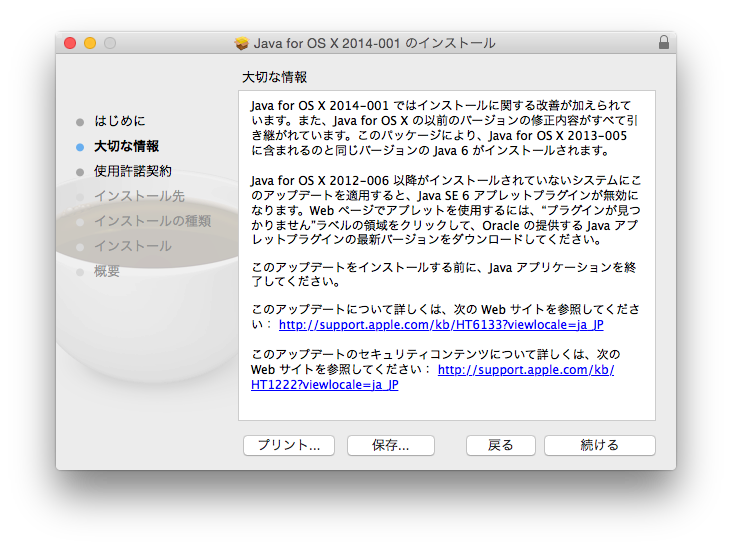 Java for OS X 2014-001 のインストール
大切な情報
はじめに
大切な情報
使用許諾契約
インストール先
インストールの種類
インストール
概要
Java for OS X 2014-001 ではインストールに関する改善が加えられて
います。また、Java for OS X の以前のバージョンの修正内容がすべて引
き継がれています。このパッケージにより、Java for OS X 2013-005
に含まれるのと同じバージョンの Java 6 がインストールされます。
Java for OS X 2012-006 以降がインストールされていないシステムにこ
のアップデートを適用すると、Java SE 6 アプレットプラグインが無効に
なります。Web ページでアプレットを使用するには、“プラグインが見つ
かりません”ラベルの領域をクリックして、Oracle の提供する Java アプ
レットプラグインの最新バージョンをダウンロードしてください。
このアップデートをインストールする前に、Java アプリケーションを終
了してください。
このアップデートについて詳しくは、次の Web サイトを参照してくださ
い： http://support.apple.com/kb/HT6133?viewlocale=ja_JP
このアップデートのセキュリティコンテンツについて詳しくは、次の
Web サイトを参照してください： http://support.apple.com/kb/
HT1222?viewlocale=ja_JP
プリント... 保存... 戻る 続ける